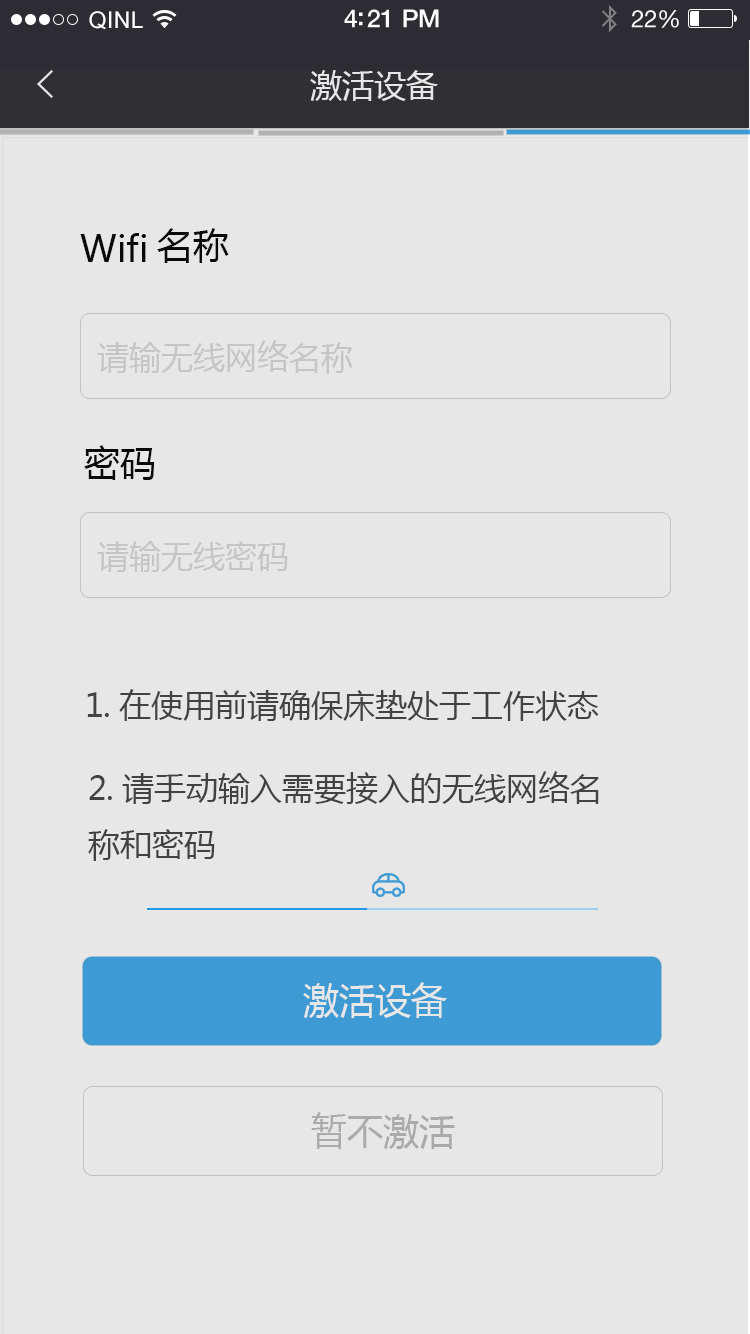 QINL 4:21 PM 22%
激活设备
Wifi 名称
请输无线网络名称
密码
请输无线密码
1. 在使用前请确保床垫处于工作状态
2. 请手动输入需要接入的无线网络名
称和密码
激活设备
暂不激活